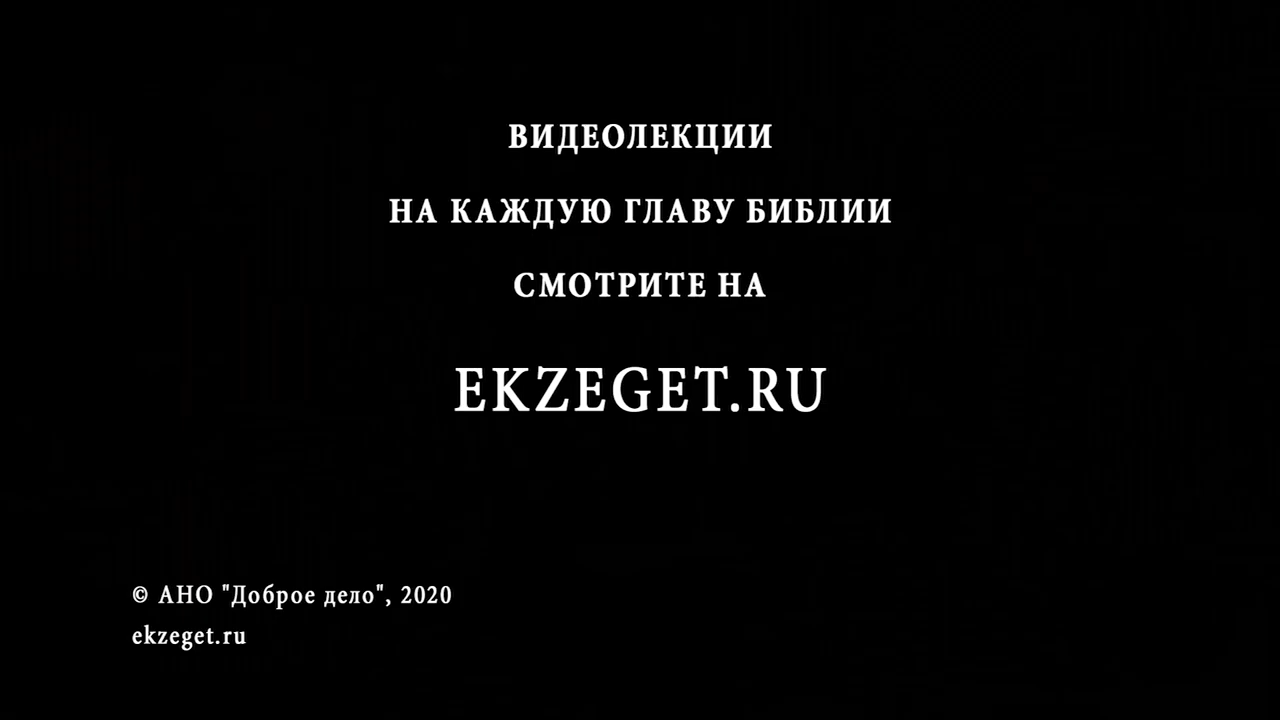 ВИДЕОЛЕКЦИИ
НА КАЖДУЮ ГЛАВУ БИБЛИИ
СМОТРИТЕ НА
EKZEGET.RU
© АНО "Доброе дело", 2020
ekzeget.ru